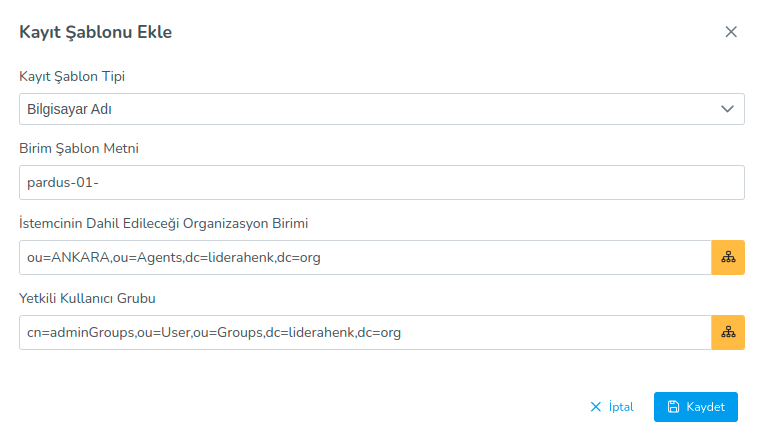 Kayıt Şablonu Ekle
Kayıt Şablon Tipi
Bilgisayar Adı
Birim Şablon Metni
pardus-01-
İstemcinin Dahil Edileceği Organizasyon Birimi
ou=ANKARA,ou=Agents,dc=liderahenk,dc=org
Yetkili Kullanıcı Grubu
cn=adminGroups,ou=User,ou=Groups,dc=liderahenk,dc=org
İptal Kaydet